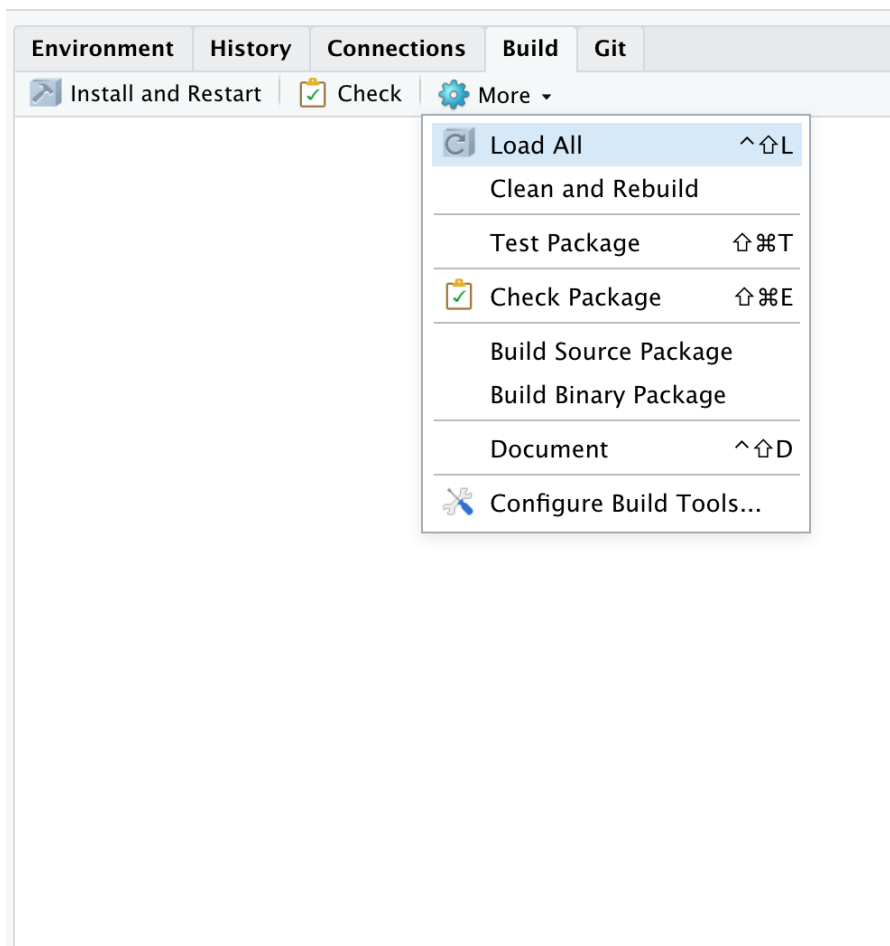 Environment History Connections Build Git
Install and Restart Check More
Load All ^⇧L
Clean and Rebuild
Test Package ⇧⌘T
Check Package ⇧⌘E
Build Source Package
Build Binary Package
Document ^⇧D
Configure Build Tools...